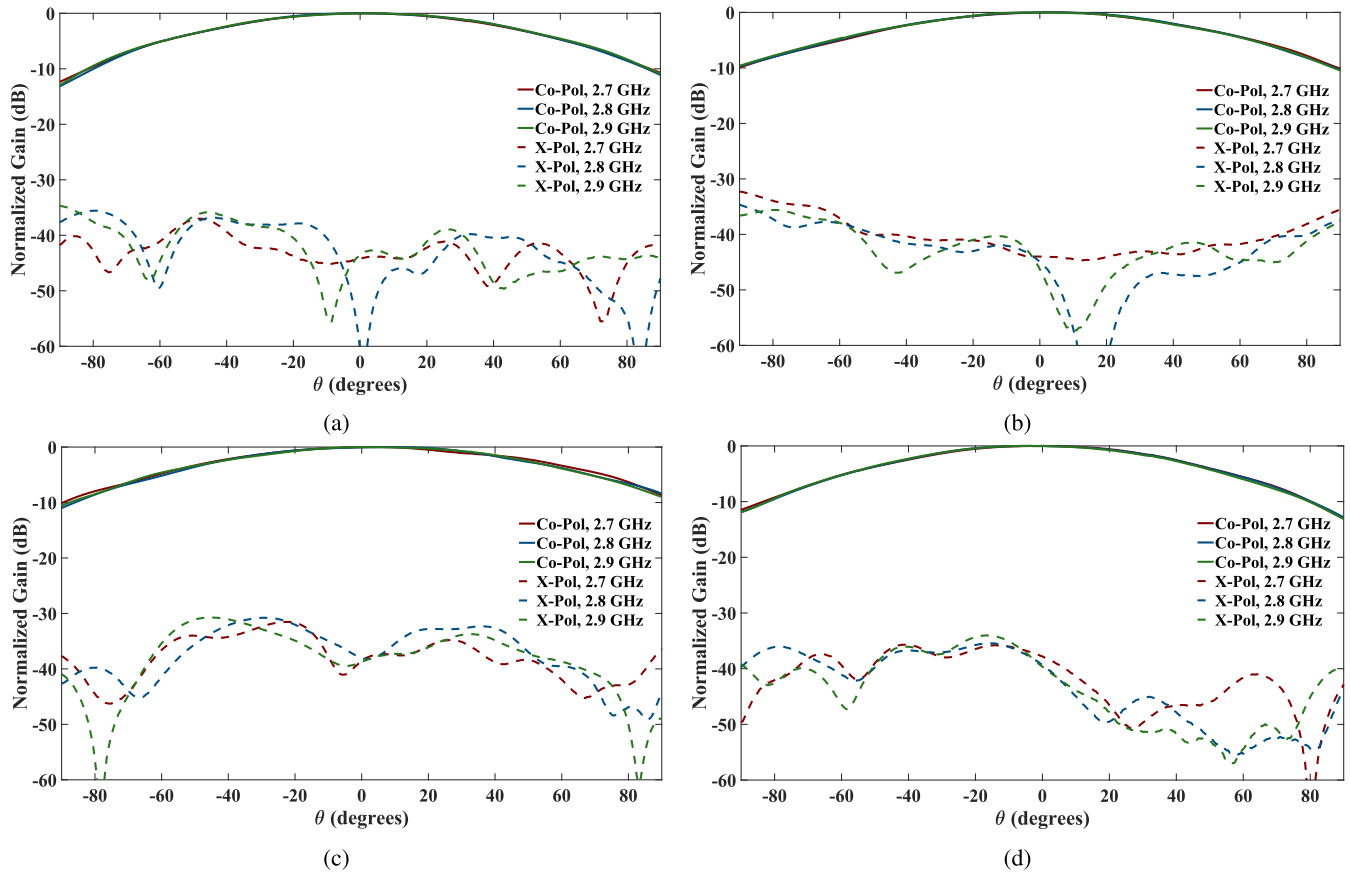 0
-10
-20
-30
-40
-50
-60
Normalized Gain (dB)
Co-Pol, 2.7 GHz
Co-Pol, 2.8 GHz
Co-Pol, 2.9 GHz
X-Pol, 2.7 GHz
X-Pol, 2.8 GHz
X-Pol, 2.9 GHz
-80 -60 -40 -20 0 20 40 60 80
θ (degrees)
(a)
0
-10
-20
-30
-40
-50
-60
Normalized Gain (dB)
Co-Pol, 2.7 GHz
Co-Pol, 2.8 GHz
Co-Pol, 2.9 GHz
X-Pol, 2.7 GHz
X-Pol, 2.8 GHz
X-Pol, 2.9 GHz
-80 -60 -40 -20 0 20 40 60 80
θ (degrees)
(b)
0
-10
-20
-30
-40
-50
-60
Normalized Gain (dB)
Co-Pol, 2.7 GHz
Co-Pol, 2.8 GHz
Co-Pol, 2.9 GHz
X-Pol, 2.7 GHz
X-Pol, 2.8 GHz
X-Pol, 2.9 GHz
-80 -60 -40 -20 0 20 40 60 80
θ (degrees)
(c)
0
-10
-20
-30
-40
-50
-60
Normalized Gain (dB)
Co-Pol, 2.7 GHz
Co-Pol, 2.8 GHz
Co-Pol, 2.9 GHz
X-Pol, 2.7 GHz
X-Pol, 2.8 GHz
X-Pol, 2.9 GHz
-80 -60 -40 -20 0 20 40 60 80
θ (degrees)
(d)